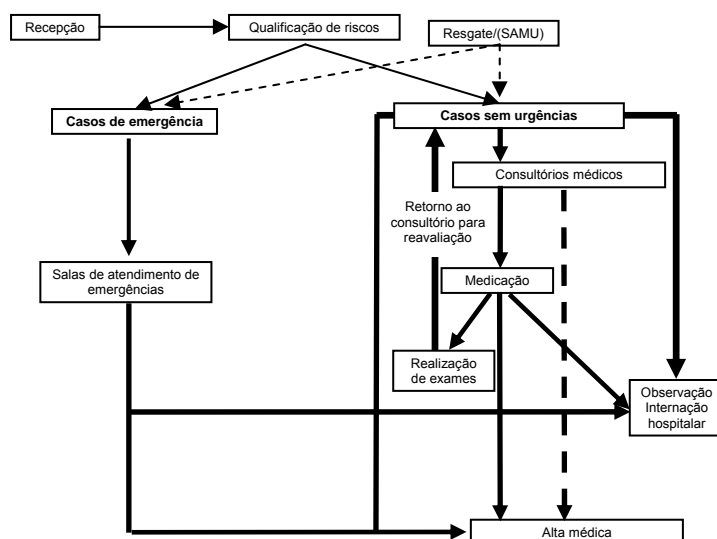 Recepção
Qualificação de riscos
Resgate/(SAMU)
Casos de emergência
Casos sem urgências
Consultórios médicos
Retorno ao
consultório para
reavaliação
Salas de atendimento de
emergências
Medicação
Realização
de exames
Observação
Internação
hospitalar
Alta médica